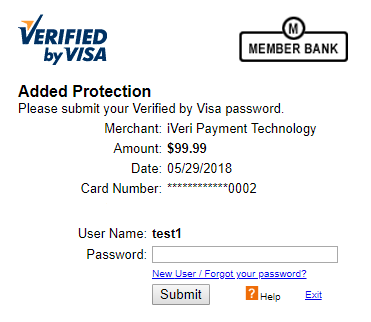 VERIFIED
by VISA
M
MEMBER BANK
Added Protection
Please submit your Verified by Visa password.
Merchant: iVeri Payment Technology
Amount: $99.99
Date: 05/29/2018
Card Number: ************0002
User Name: test1
Password:
New User / Forgot your password?
Submit ? Help Exit